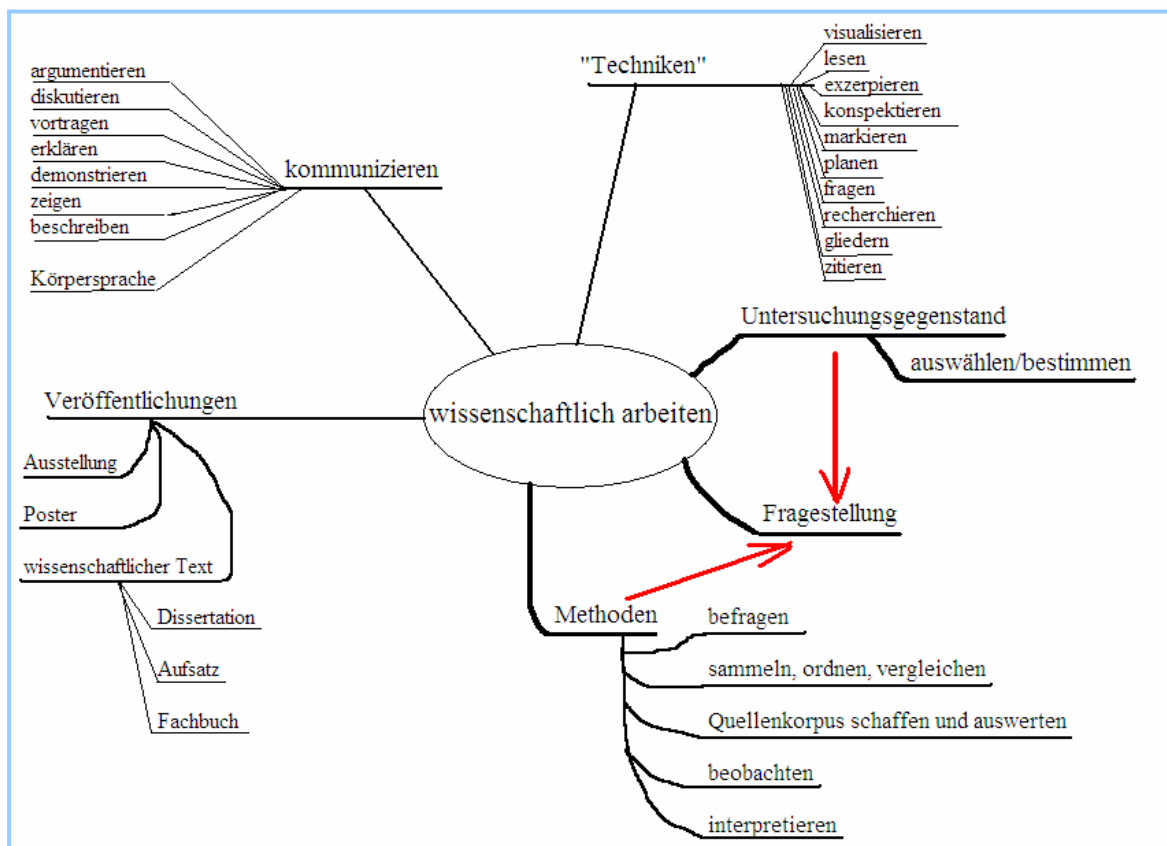 argumentieren
diskutieren
vortragen
erklären
demonstrieren
zeigen
beschreiben
Körpersprache
kommunizieren
"Techniken"
visualisieren
lesen
exzerpieren
konspektieren
markieren
planen
fragen
recherchieren
gliedern
zitieren
Untersuchungsgegenstand
auswählen/bestimmen
wissenschaftlich arbeiten
Veröffentlichungen
Ausstellung
Poster
wissenschaftlicher Text
Dissertation
Aufsatz
Fachbuch
Fragestellung
Methoden
befragen
sammeln, ordnen, vergleichen
Quellenkorpus schaffen und auswerten
beobachten
interpretieren